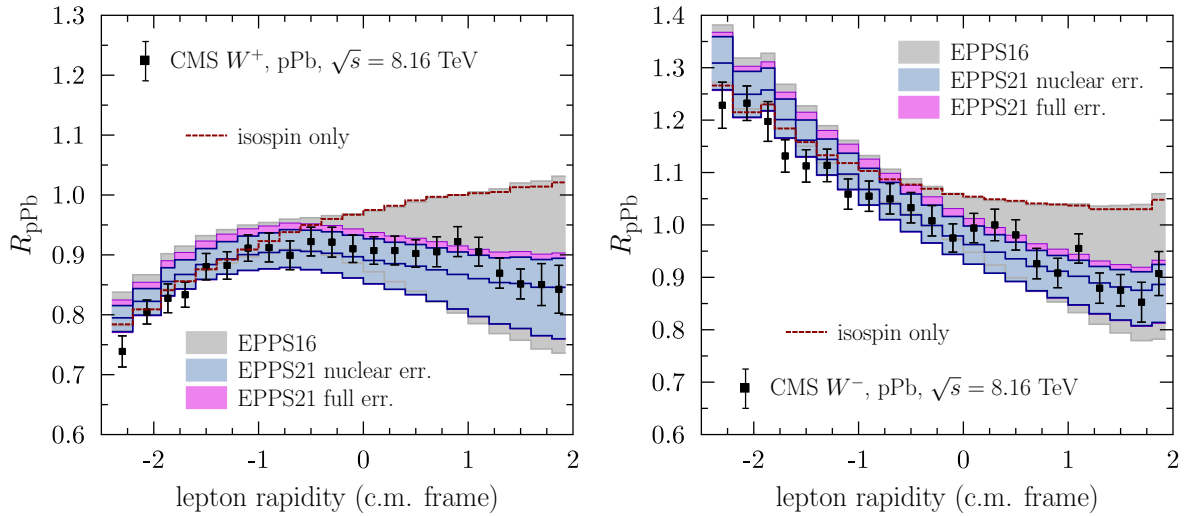 1.3
1.2
1.1
1.0
0.9
0.8
0.7
0.6
R_pPb
CMS W⁺, pPb, √s = 8.16 TeV
isospin only
EPPS16
EPPS21 nuclear err.
EPPS21 full err.
-2
-1
0
1
2
lepton rapidity (c.m. frame)
1.4
1.3
1.2
1.1
1.0
0.9
0.8
0.7
0.6
R_pPb
EPPS16
EPPS21 nuclear err.
EPPS21 full err.
isospin only
CMS W⁻, pPb, √s = 8.16 TeV
-2
-1
0
1
2
lepton rapidity (c.m. frame)